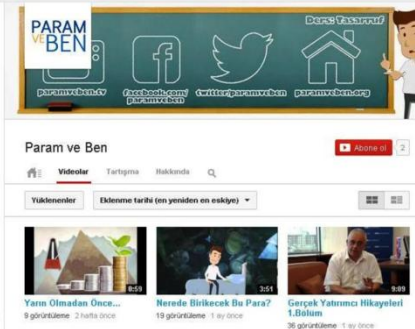 PARAM
VE BEN
Ders: Tasarruf
paramveben.tv
facebook.com/
paramveben
twitter/paramveben
paramveben.org
Param ve Ben
Abone ol 2
Videolar Tartışma Hakkında
Yüklenenler Eklenme tarihi (en yeniden en eskiye)
8:59
3:51
9:09
Yarın Olmadan Önce...
9 görüntüleme 2 hafta önce
Nerede Birikecek Bu Para?
19 görüntüleme 1 ay önce
Gerçek Yatırımcı Hikayeleri
1.Bölüm
36 görüntüleme 1 ay önce